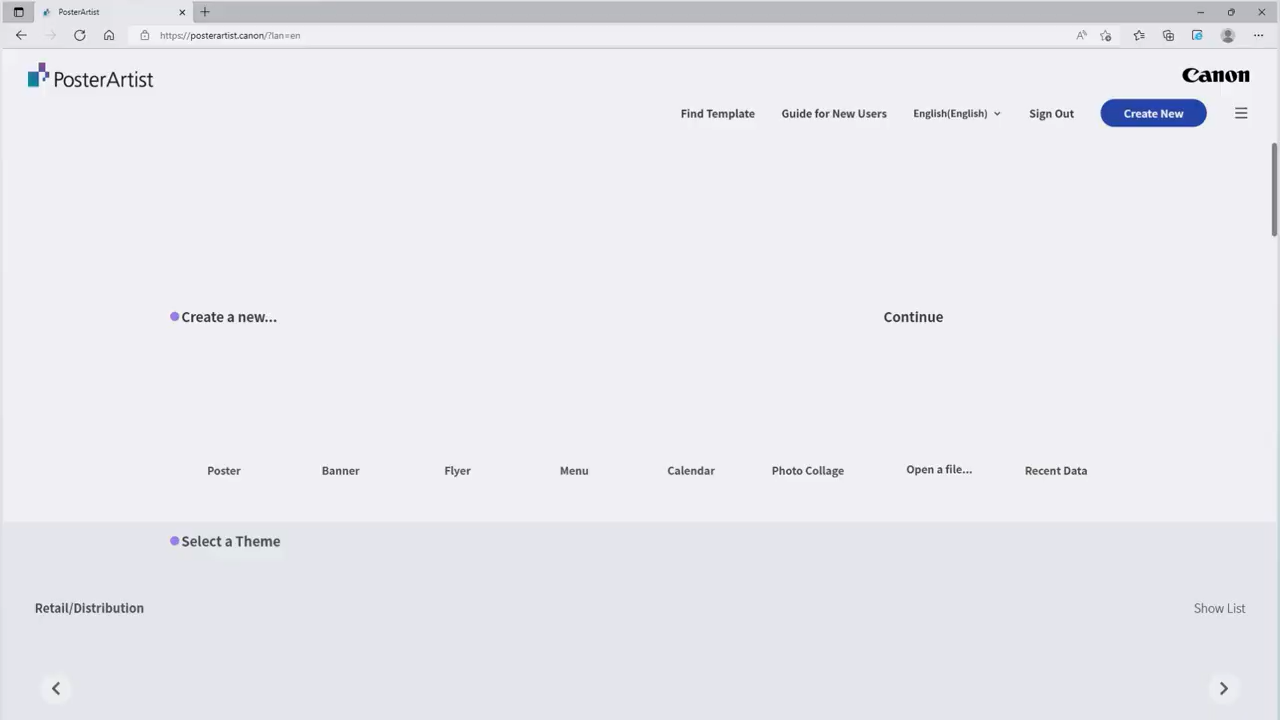 PosterArtist
https://posterartist.canon/?lan=en
PosterArtist
Canon
Find Template
Guide for New Users
English(English)
Sign Out
Create New
Create a new...
Continue
Poster
Banner
Flyer
Menu
Calendar
Photo Collage
Open a file...
Recent Data
Select a Theme
Retail/Distribution
Show List